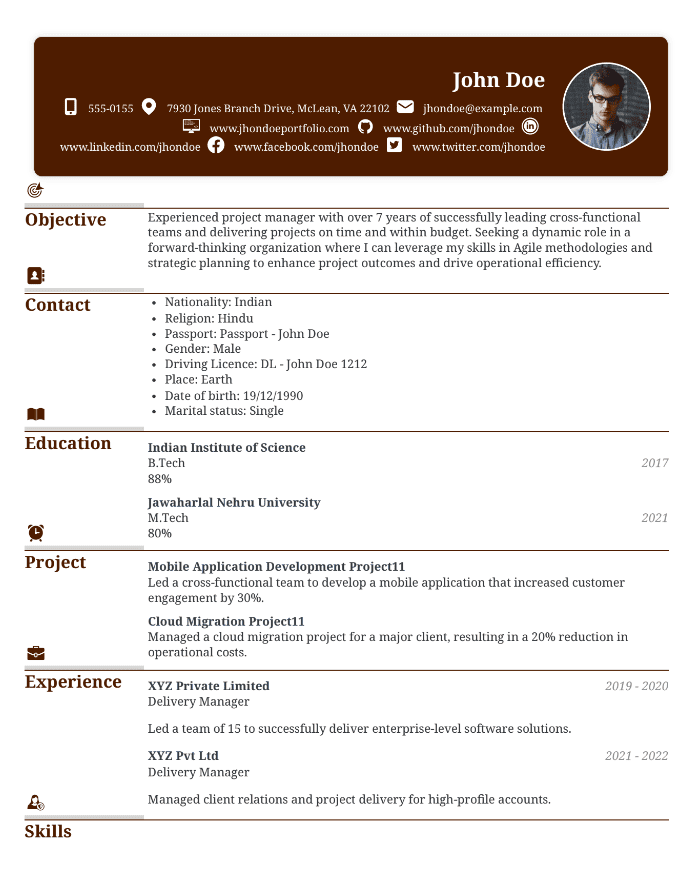 John Doe
555-0155 7930 Jones Branch Drive, McLean, VA 22102 jhondoe@example.com
www.jhondoeportfolio.com www.github.com/jhondoe
www.linkedin.com/jhondoe www.facebook.com/jhondoe www.twitter.com/jhondoe
Objective
Experienced project manager with over 7 years of successfully leading cross-functional
teams and delivering projects on time and within budget. Seeking a dynamic role in a
forward-thinking organization where I can leverage my skills in Agile methodologies and
strategic planning to enhance project outcomes and drive operational efficiency.
Contact
• Nationality: Indian
• Religion: Hindu
• Passport: Passport - John Doe
• Gender: Male
• Driving Licence: DL - John Doe 1212
• Place: Earth
• Date of birth: 19/12/1990
• Marital status: Single
Education
Indian Institute of Science
B.Tech 2017
88%
Jawaharlal Nehru University
M.Tech 2021
80%
Project
Mobile Application Development Project11
Led a cross-functional team to develop a mobile application that increased customer
engagement by 30%.
Cloud Migration Project11
Managed a cloud migration project for a major client, resulting in a 20% reduction in
operational costs.
Experience
XYZ Private Limited 2019 - 2020
Delivery Manager
Led a team of 15 to successfully deliver enterprise-level software solutions.
XYZ Pvt Ltd 2021 - 2022
Delivery Manager
Managed client relations and project delivery for high-profile accounts.
Skills